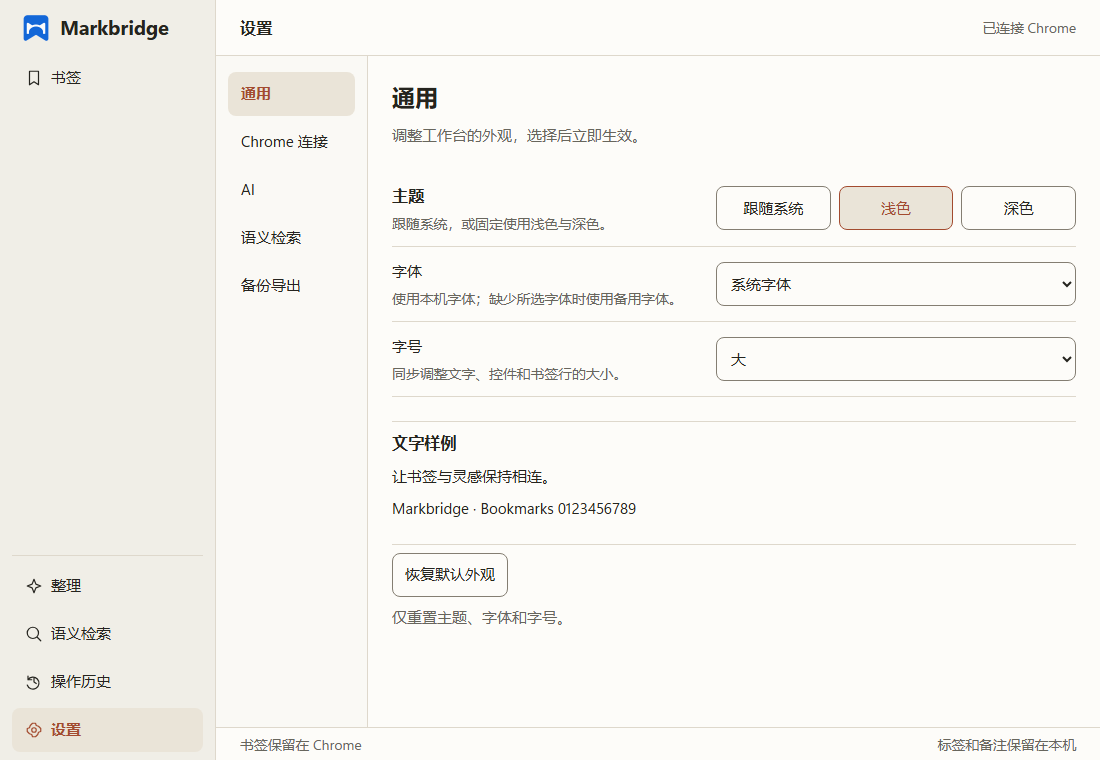 Markbridge
书签
整理
语义检索
操作历史
设置
设置
已连接 Chrome
通用
Chrome 连接
AI
语义检索
备份导出
通用
调整工作台的外观，选择后立即生效。
主题
跟随系统，或固定使用浅色与深色。
跟随系统
浅色
深色
字体
使用本机字体；缺少所选字体时使用备用字体。
系统字体
字号
同步调整文字、控件和书签行的大小。
大
文字样例
让书签与灵感保持相连。
Markbridge · Bookmarks 0123456789
恢复默认外观
仅重置主题、字体和字号。
书签保留在 Chrome
标签和备注保留在本机